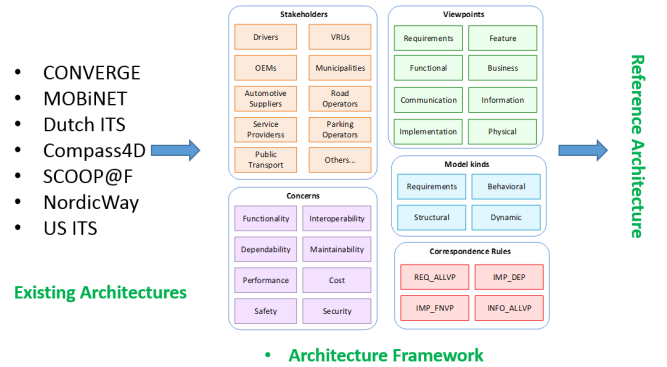 • CONVERGE
• MOBiNET
• Dutch ITS
• Compass4D
• SCOOP@F
• NordicWay
• US ITS
Existing Architectures
Stakeholders
Drivers
VRUs
OEMs
Municipalities
Automotive
Suppliers
Road
Operators
Service
Providerss
Parking
Operators
Public
Transport
Others...
Concerns
Functionality
Interoperability
Dependability
Maintainability
Performance
Cost
Safety
Security
Viewpoints
Requirements
Feature
Functional
Business
Communication
Information
Implementation
Physical
Model kinds
Requirements
Behavioral
Structural
Dynamic
Correspondence Rules
REQ_ALLVP
IMP_DEP
IMP_FNVP
INFO_ALLVP
• Architecture Framework
Reference Architecture